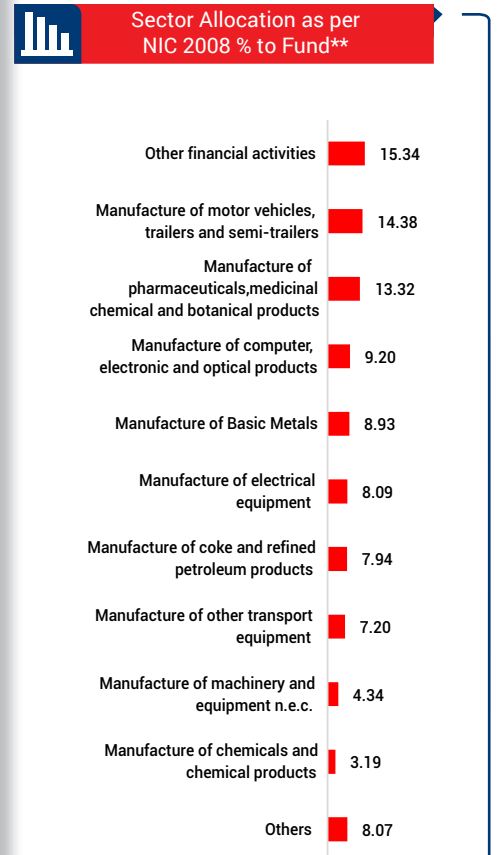 Sector Allocation as per
NIC 2008 % to Fund**
Other financial activities 15.34
Manufacture of motor vehicles,
trailers and semi-trailers 14.38
Manufacture of
pharmaceuticals,medicinal
chemical and botanical products 13.32
Manufacture of computer,
electronic and optical products 9.20
Manufacture of Basic Metals 8.93
Manufacture of electrical
equipment 8.09
Manufacture of coke and refined
petroleum products 7.94
Manufacture of other transport
equipment 7.20
Manufacture of machinery and
equipment n.e.c. 4.34
Manufacture of chemicals and
chemical products 3.19
Others 8.07